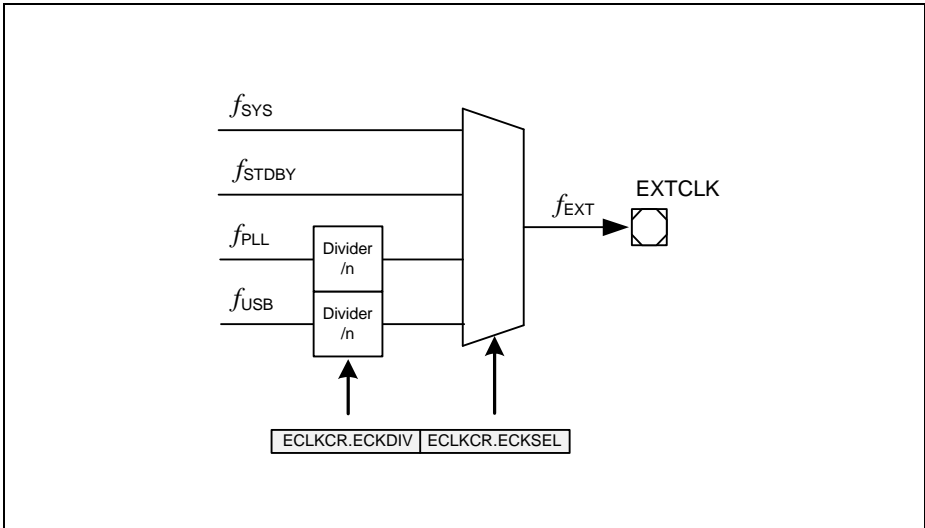 fSYS
fSTDBY
fPLL
fUSB
Divider
/n
Divider
/n
fEXT
EXTCLK
ECLKCR.ECKDIV
ECLKCR.ECKSEL